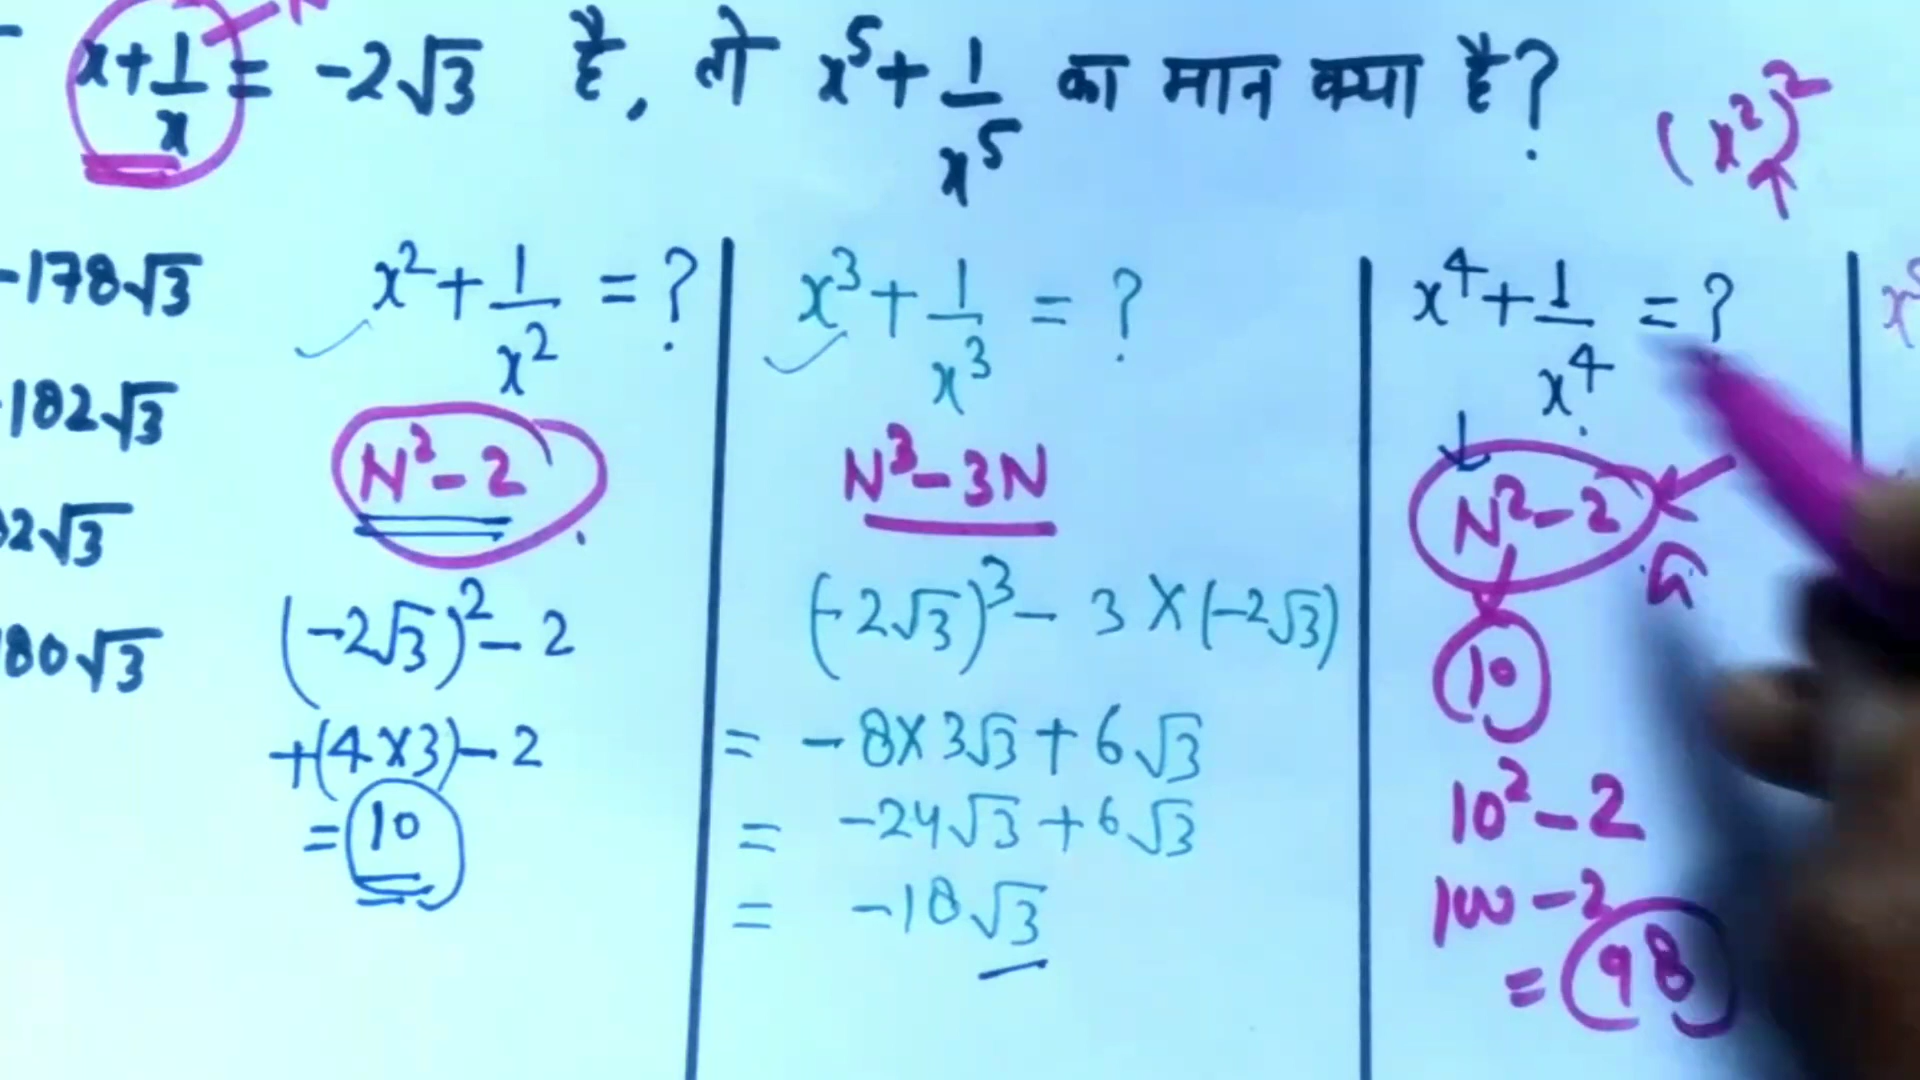 x+1/x = -2√3 है, तो x⁵+1/x⁵ का मान क्या है?
(x²)²
-178√3
182√3
2√3
80√3
x²+1/x² = ?
N²-2
(-2√3)²-2
+(4×3)-2
= 10
x³+1/x³ = ?
N³-3N
(-2√3)³-3×(-2√3)
= -8×3√3+6√3
= -24√3+6√3
= -18√3
x⁴+1/x⁴ = ?
N²-2
10
10²-2
100-2
= 98